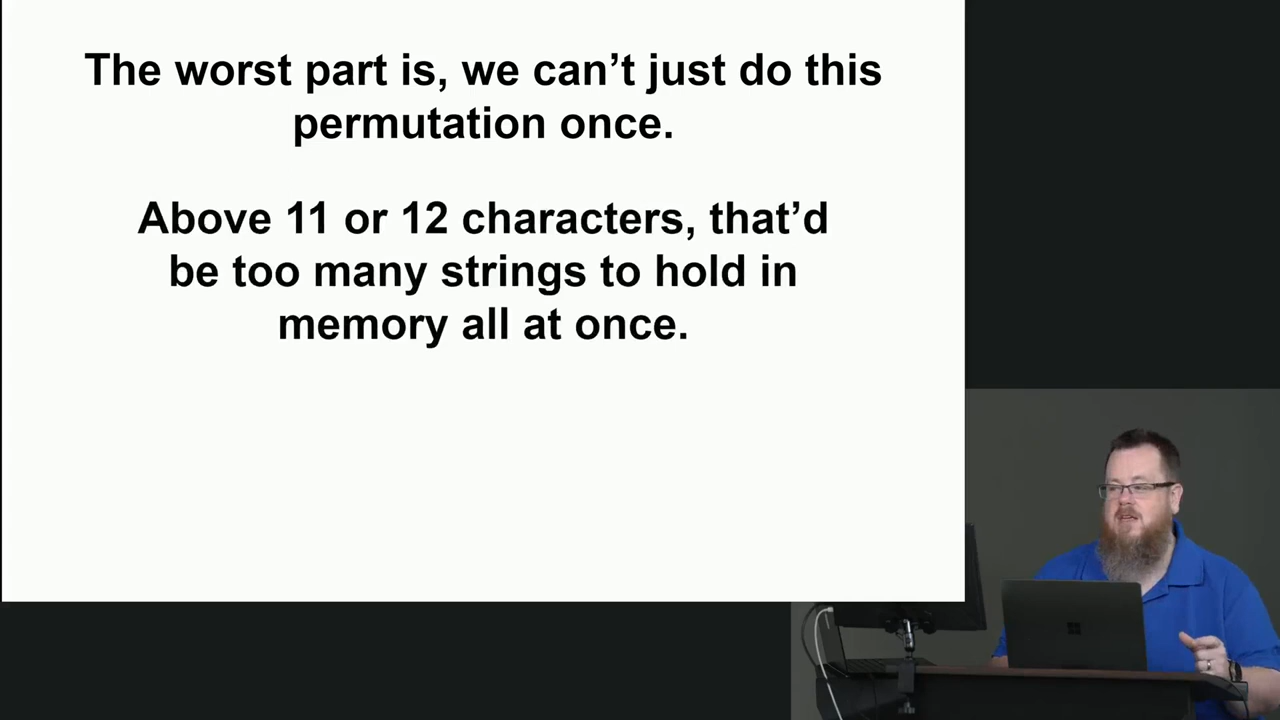 The worst part is, we can’t just do this
permutation once.
Above 11 or 12 characters, that’d
be too many strings to hold in
memory all at once.